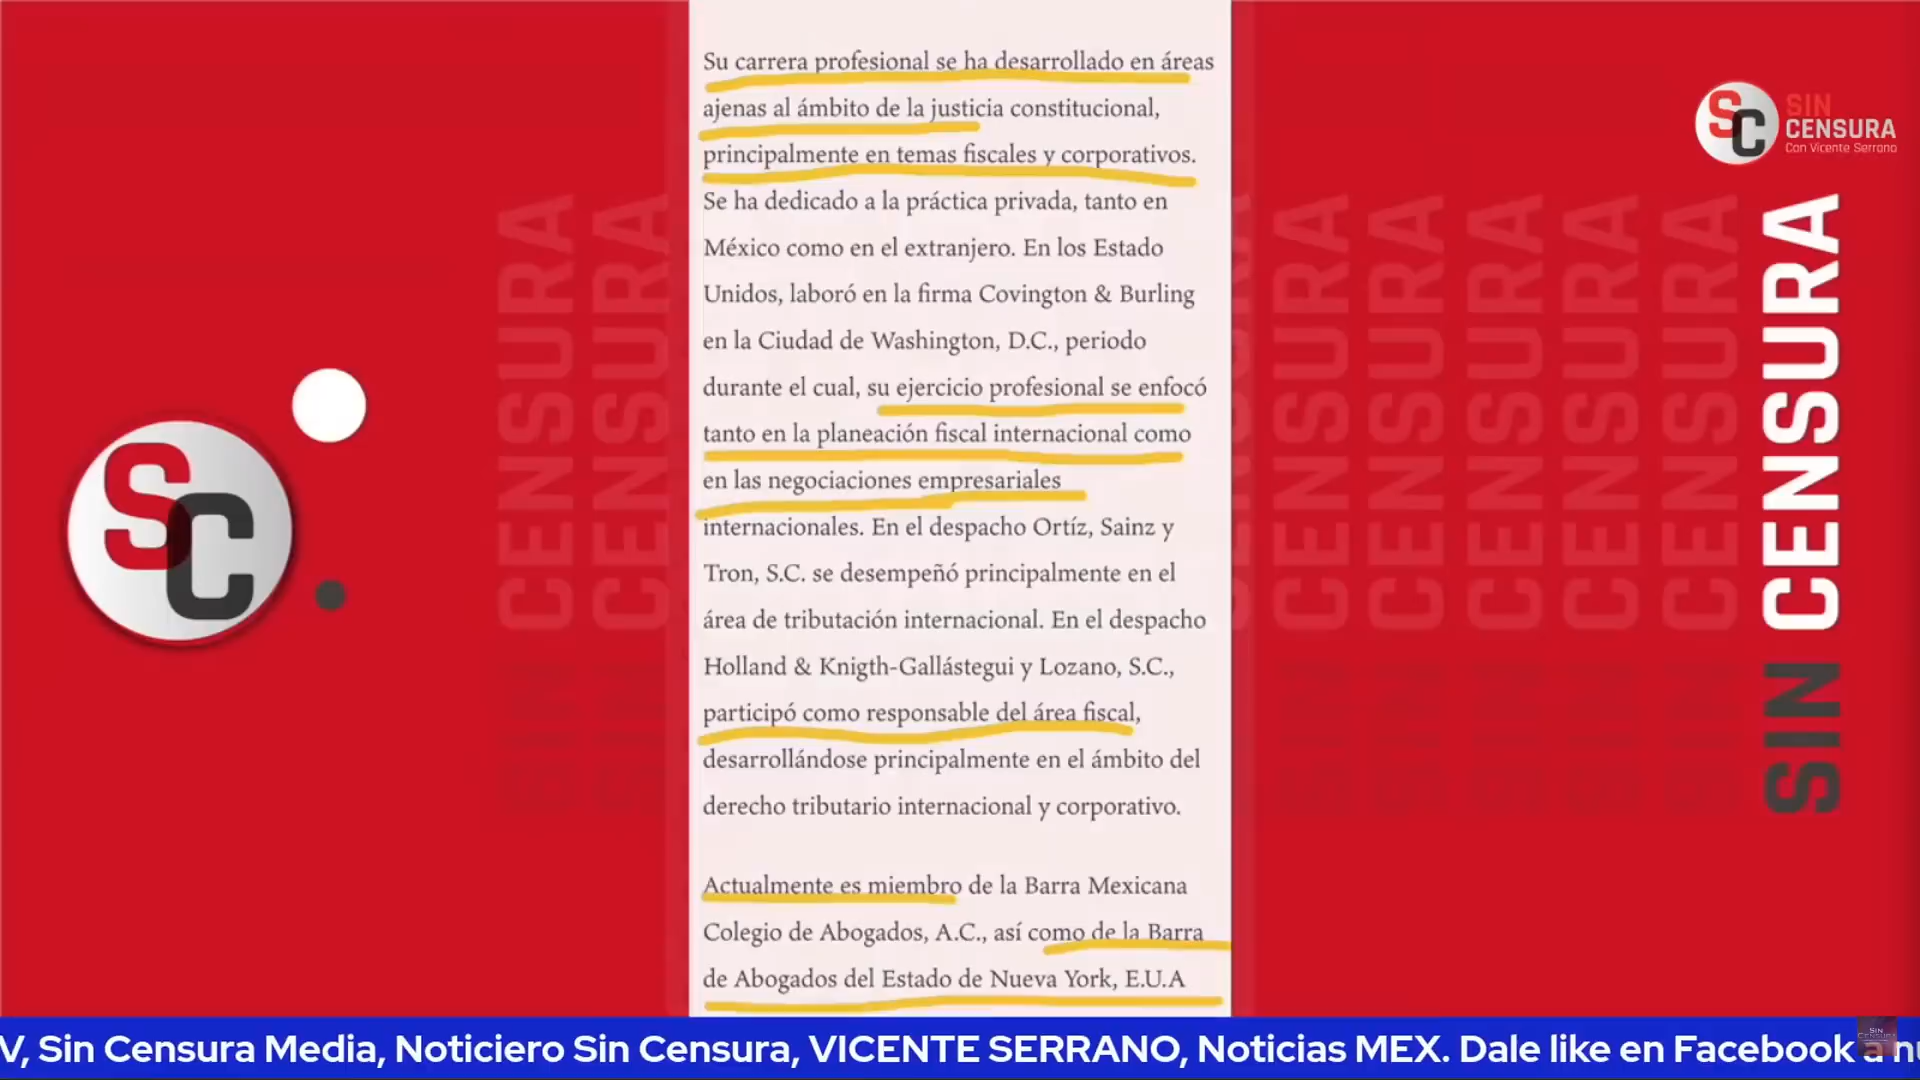 Su carrera profesional se ha desarrollado en áreas
ajenas al ámbito de la justicia constitucional,
principalmente en temas fiscales y corporativos.
Se ha dedicado a la práctica privada, tanto en
México como en el extranjero. En los Estado
Unidos, laboró en la firma Covington & Burling
en la Ciudad de Washington, D.C., periodo
durante el cual, su ejercicio profesional se enfocó
tanto en la planeación fiscal internacional como
en las negociaciones empresariales
internacionales. En el despacho Ortíz, Sainz y
Tron, S.C. se desempeñó principalmente en el
área de tributación internacional. En el despacho
Holland & Knigth-Gallástegui y Lozano, S.C.,
participó como responsable del área fiscal,
desarrollándose principalmente en el ámbito del
derecho tributario internacional y corporativo.
Actualmente es miembro de la Barra Mexicana
Colegio de Abogados, A.C., así como de la Barra
de Abogados del Estado de Nueva York, E.U.A
SC
SC
SIN
CENSURA
Con Vicente Serrano
SIN CENSURA
V, Sin Censura Media, Noticiero Sin Censura, VICENTE SERRANO, Noticias MEX. Dale like en Facebook a